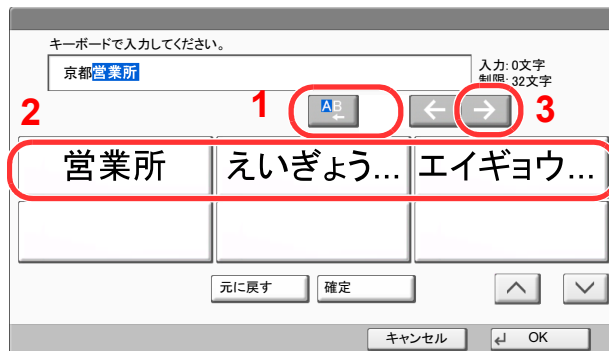 キーボードで入力してください。
京都営業所
入力: 0文字
制限: 32文字
2
1
AB
3
営業所
えいぎょう...
エイギョウ...
元に戻す
確定
キャンセル
OK